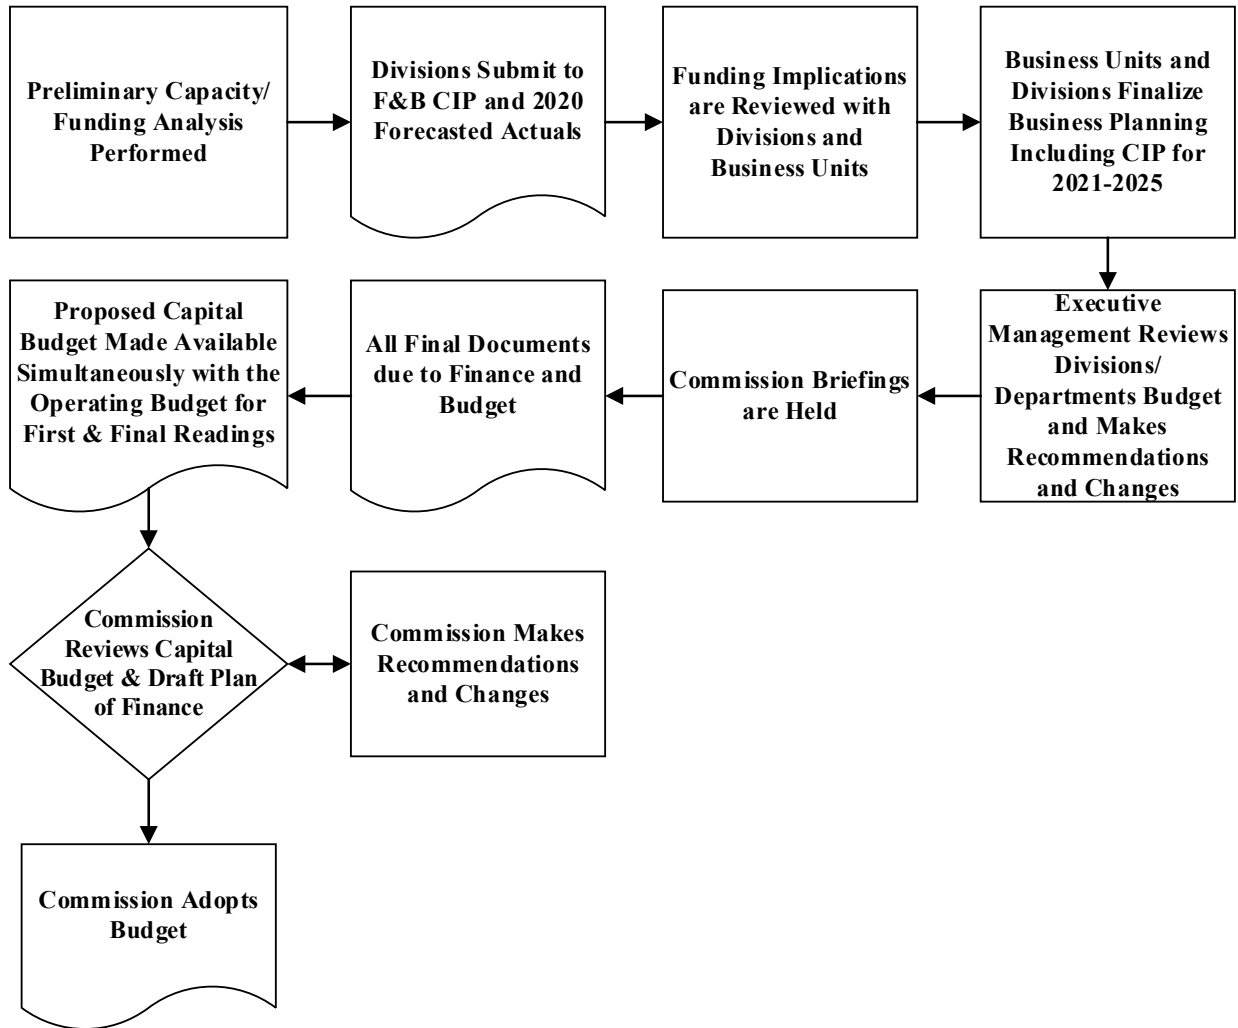 Preliminary Capacity/
Funding Analysis
Performed
Divisions Submit to
F&B CIP and 2020
Forecasted Actuals
Funding Implications
are Reviewed with
Divisions and
Business Units
Business Units and
Divisions Finalize
Business Planning
Including CIP for
2021-2025
Executive
Management Reviews
Divisions/
Departments Budget
and Makes
Recommendations
and Changes
Commission Briefings
are Held
All Final Documents
due to Finance and
Budget
Proposed Capital
Budget Made Available
Simultaneously with the
Operating Budget for
First & Final Readings
Commission
Reviews Capital
Budget & Draft Plan
of Finance
Commission Makes
Recommendations
and Changes
Commission Adopts
Budget